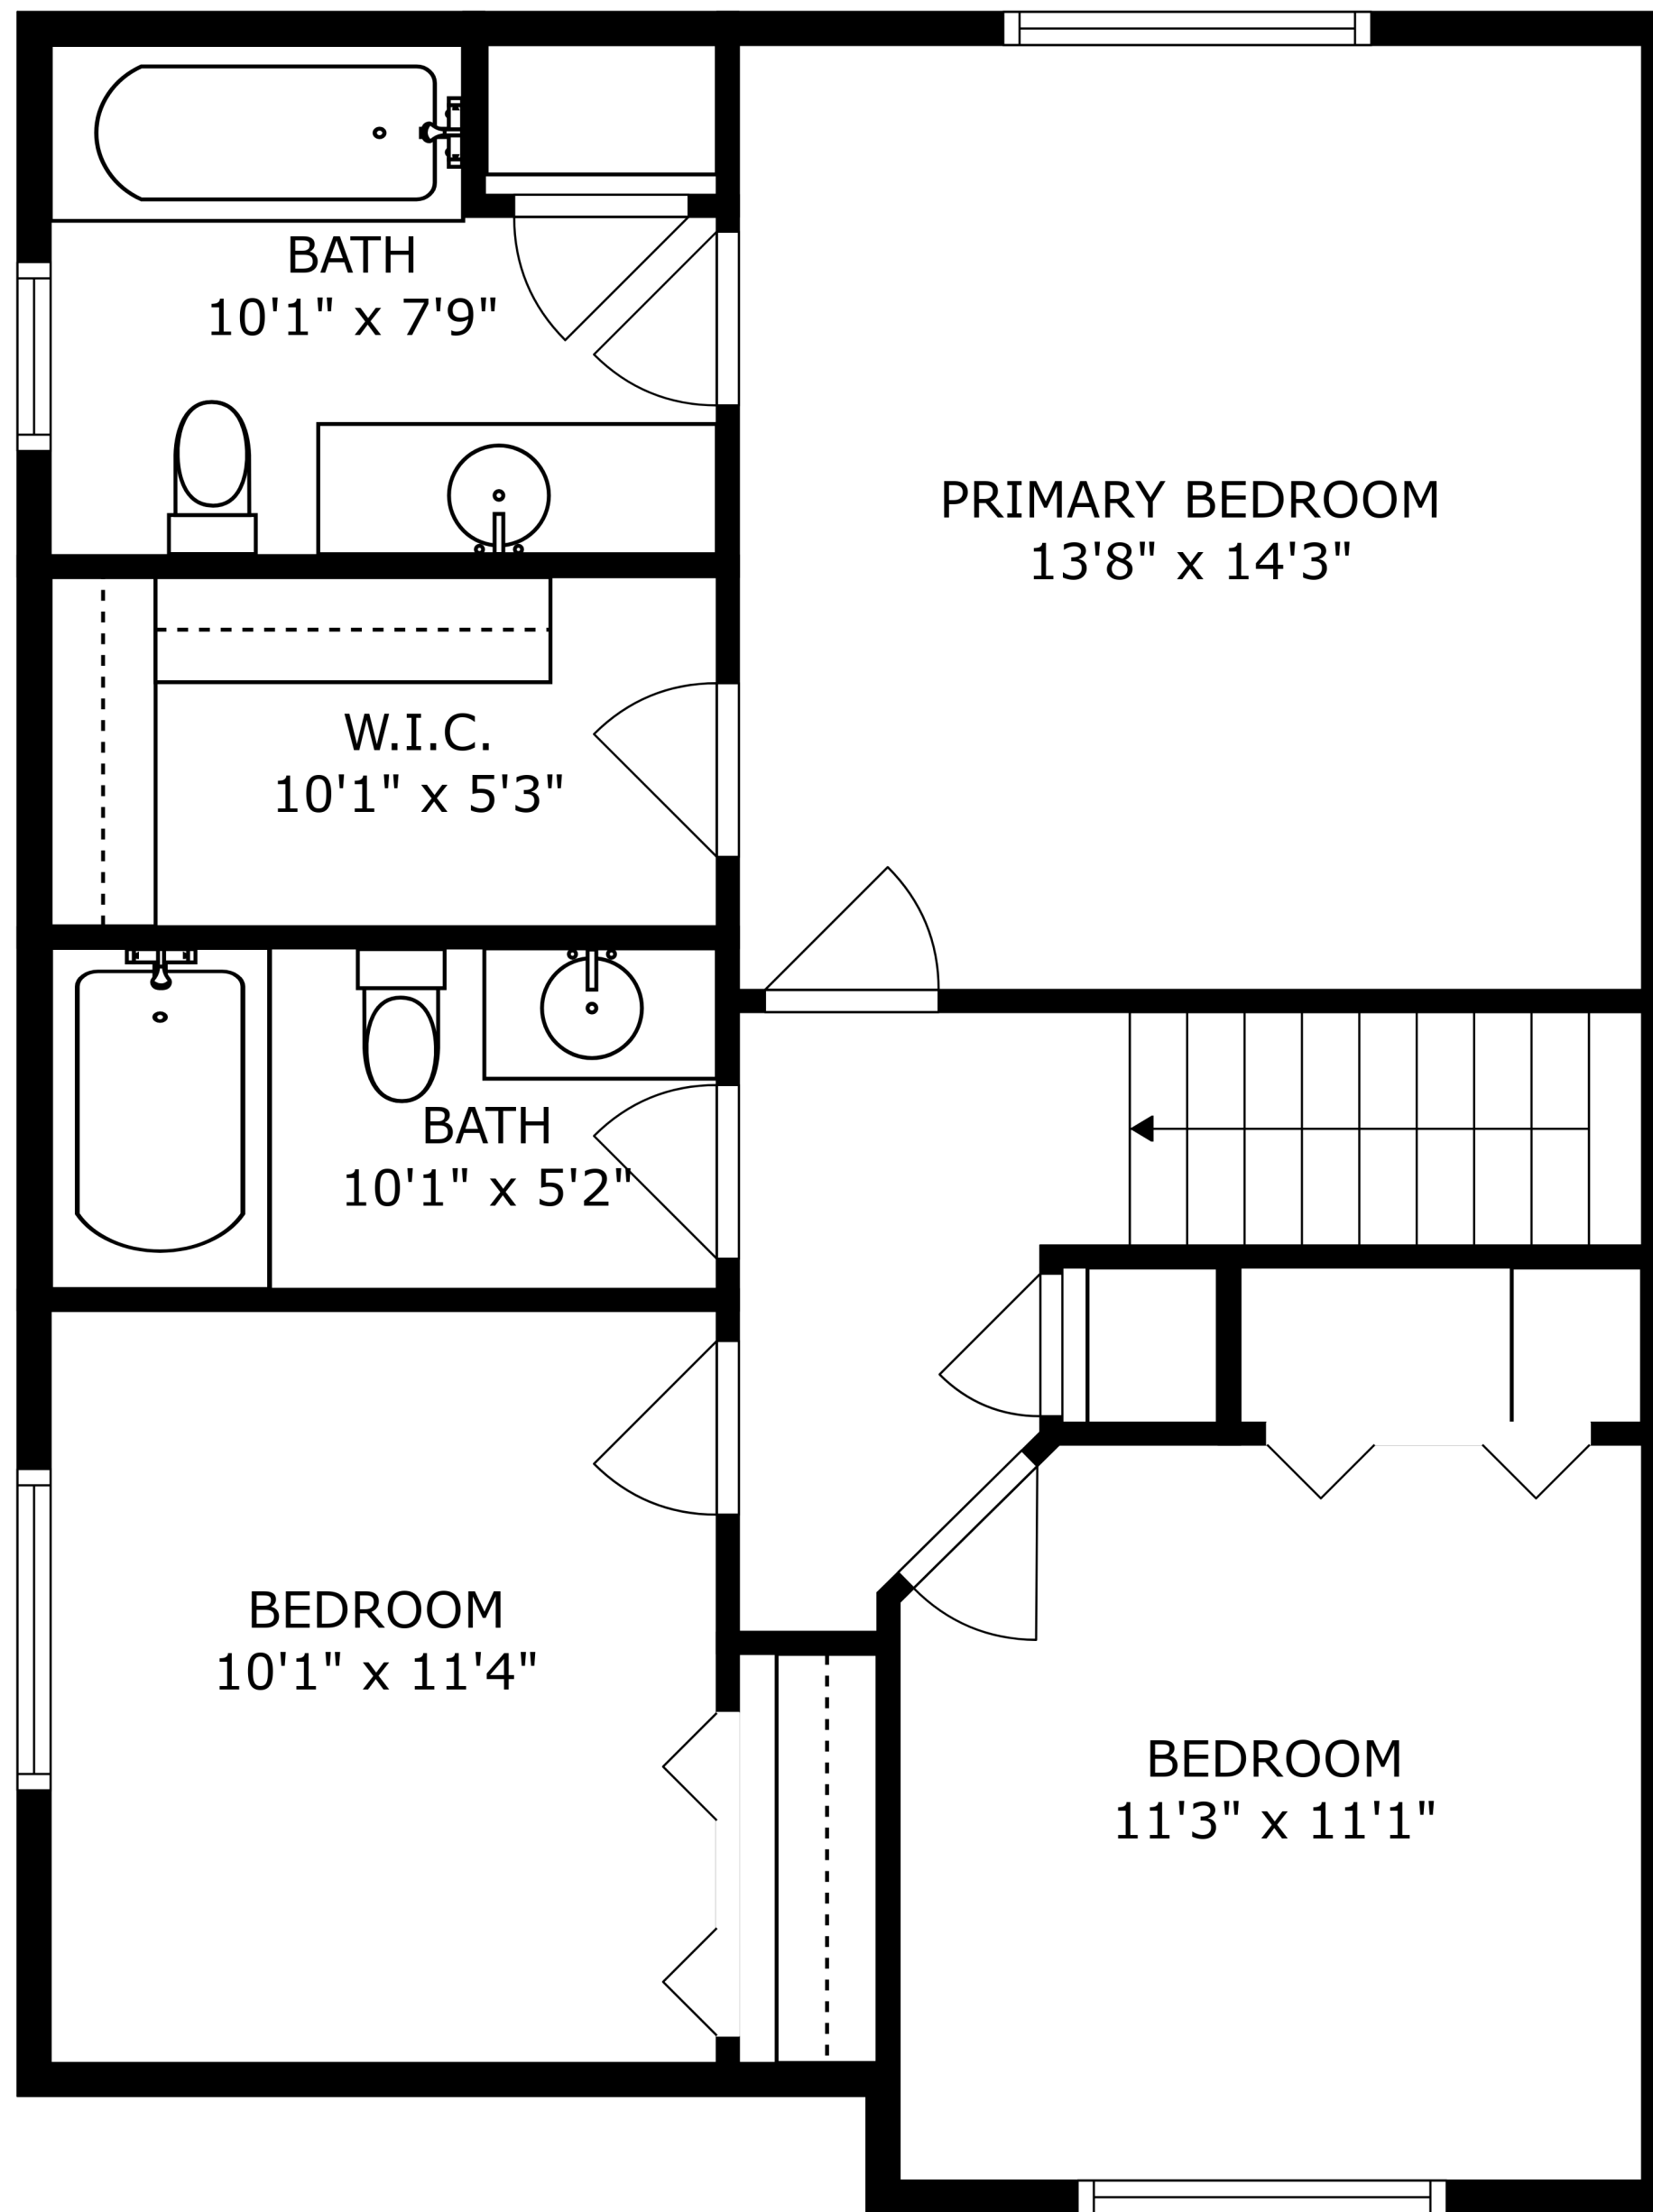 BATH
10'1" x 7'9"
PRIMARY BEDROOM
13'8" x 14'3"
W.I.C.
10'1" x 5'3"
BATH
10'1" x 5'2"
BEDROOM
10'1" x 11'4"
BEDROOM
11'3" x 11'1"